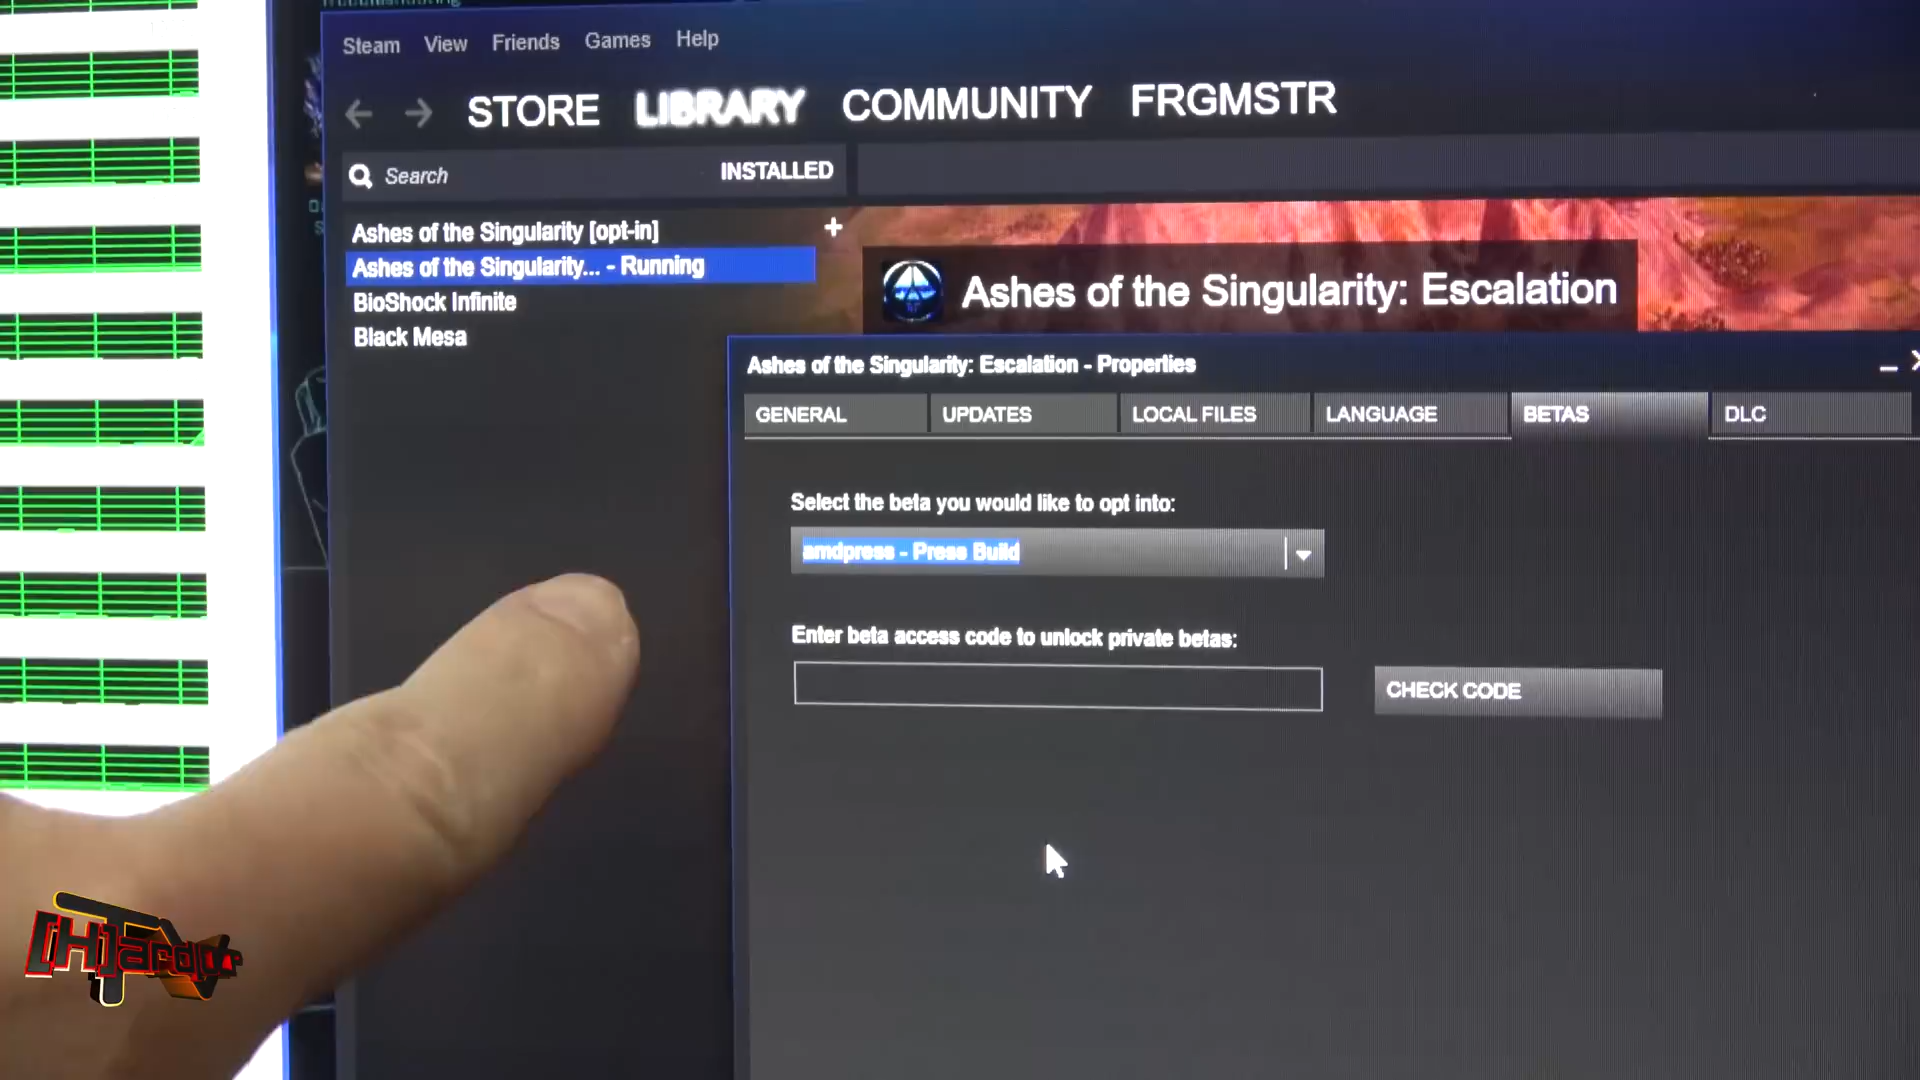 Steam View Friends Games Help
STORE LIBRARY COMMUNITY FRGMSTR
Search INSTALLED
Ashes of the Singularity [opt-in] +
Ashes of the Singularity... - Running
BioShock Infinite
Black Mesa
Ashes of the Singularity: Escalation
Ashes of the Singularity: Escalation - Properties
GENERAL UPDATES LOCAL FILES LANGUAGE BETAS DLC
Select the beta you would like to opt into:
amdpress - Press Build
Enter beta access code to unlock private betas:
CHECK CODE
[H]ard|OCP